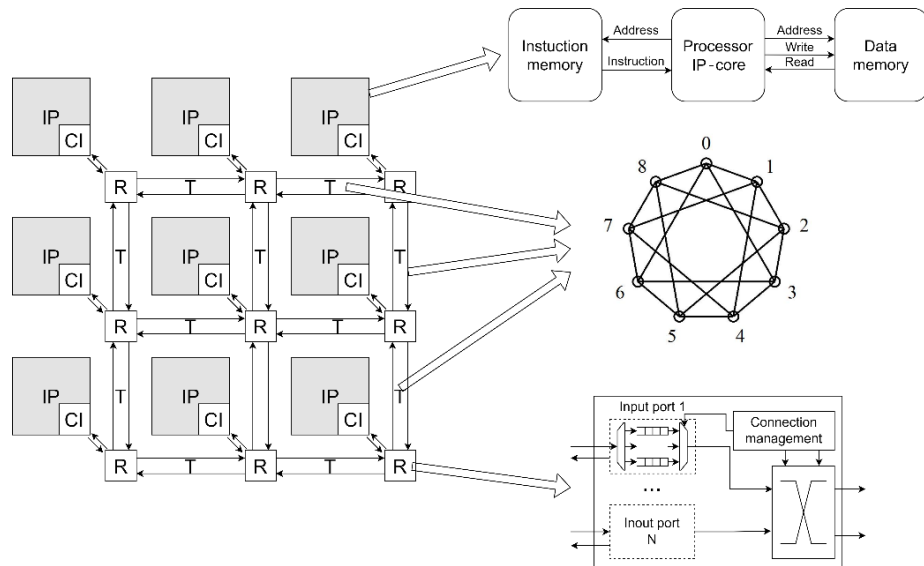 Instuction
memory
Address
Instruction
Processor
IP-core
Address
Write
Read
Data
memory
IP
CI
IP
CI
IP
CI
R
T
R
T
R
T
T
T
IP
CI
IP
CI
IP
CI
R
T
R
T
R
T
T
T
IP
CI
IP
CI
IP
CI
R
T
R
T
R
0
1
2
3
4
5
6
7
8
Input port 1
Connection
management
...
Inout port
N